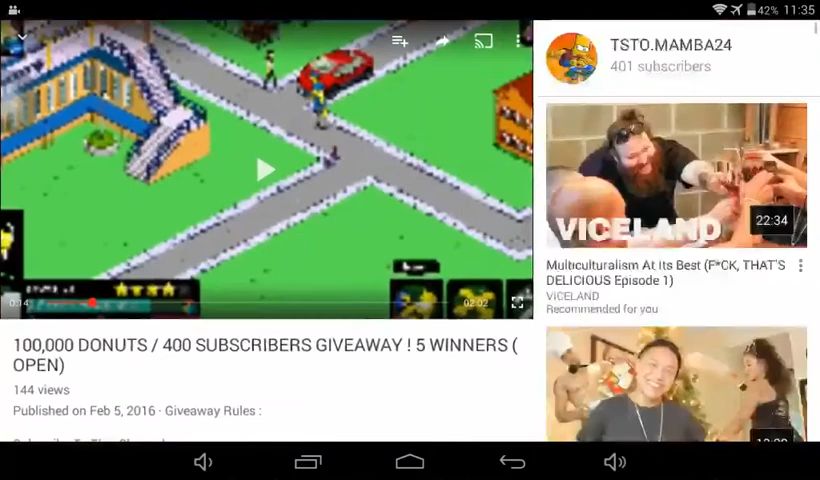 42% 11:35
TSTO.MAMBA24
401 subscribers
0:14
02:02
VICELAND
22:34
Multiculturalism At Its Best (F*CK, THAT'S
DELICIOUS Episode 1)
VICELAND
Recommended for you
100,000 DONUTS / 400 SUBSCRIBERS GIVEAWAY ! 5 WINNERS (
OPEN)
144 views
Published on Feb 5, 2016 · Giveaway Rules :